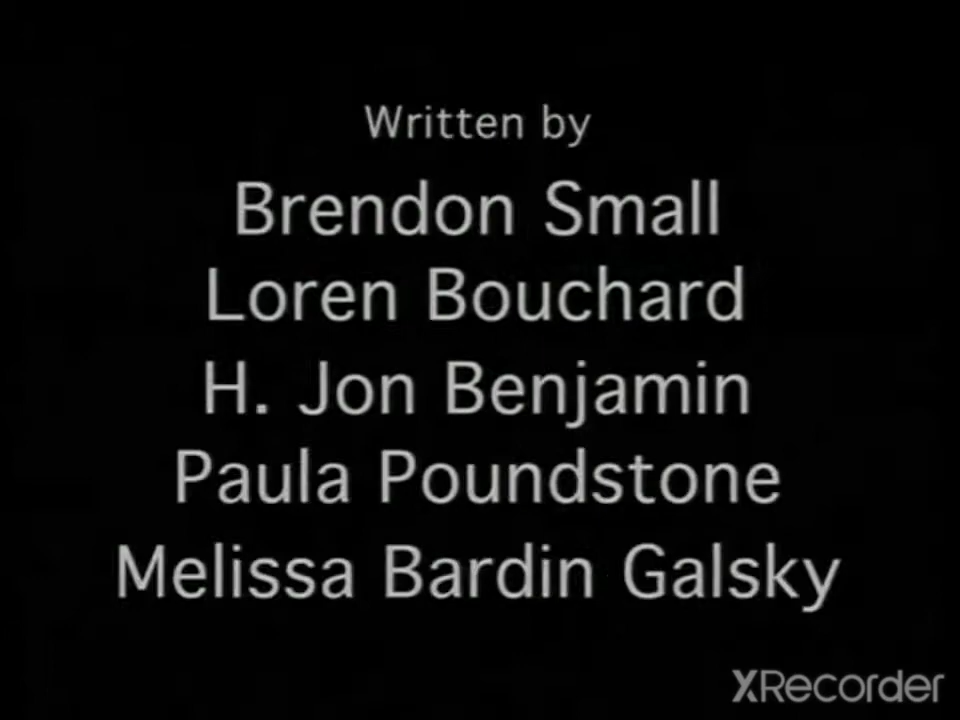 Written by
Brendon Small
Loren Bouchard
H. Jon Benjamin
Paula Poundstone
Melissa Bardin Galsky
XRecorder